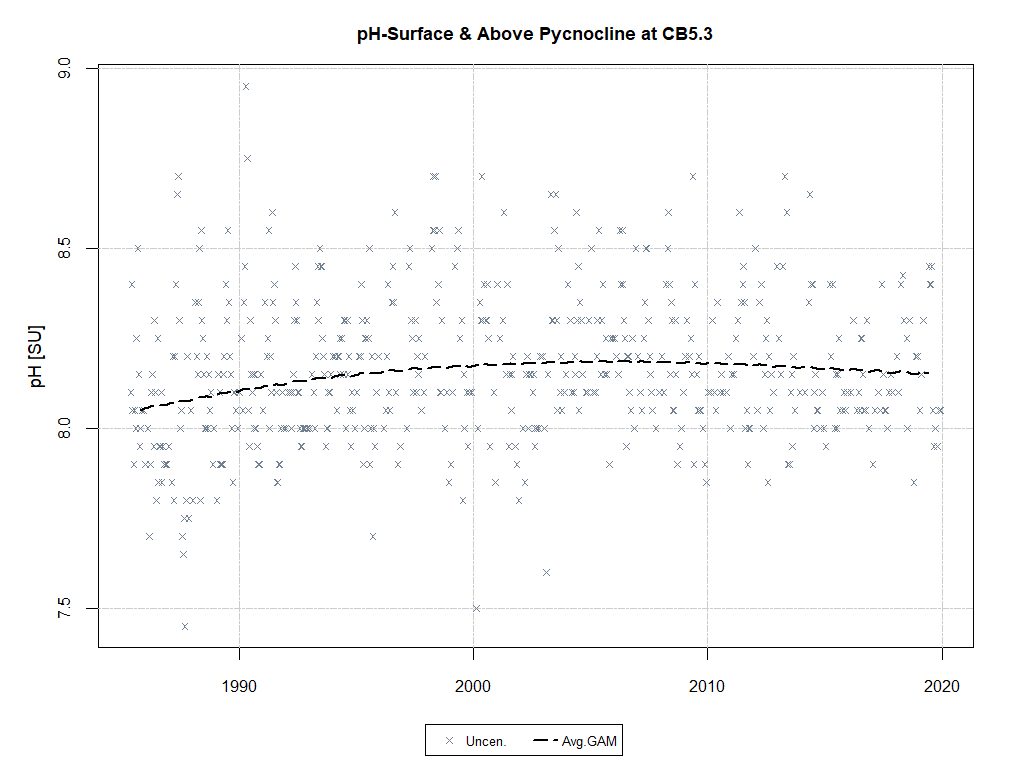 pH-Surface & Above Pycnocline at CB5.3
pH [SU]
9.0
8.5
8.0
7.5
1990 2000 2010 2020
Uncen. Avg.GAM